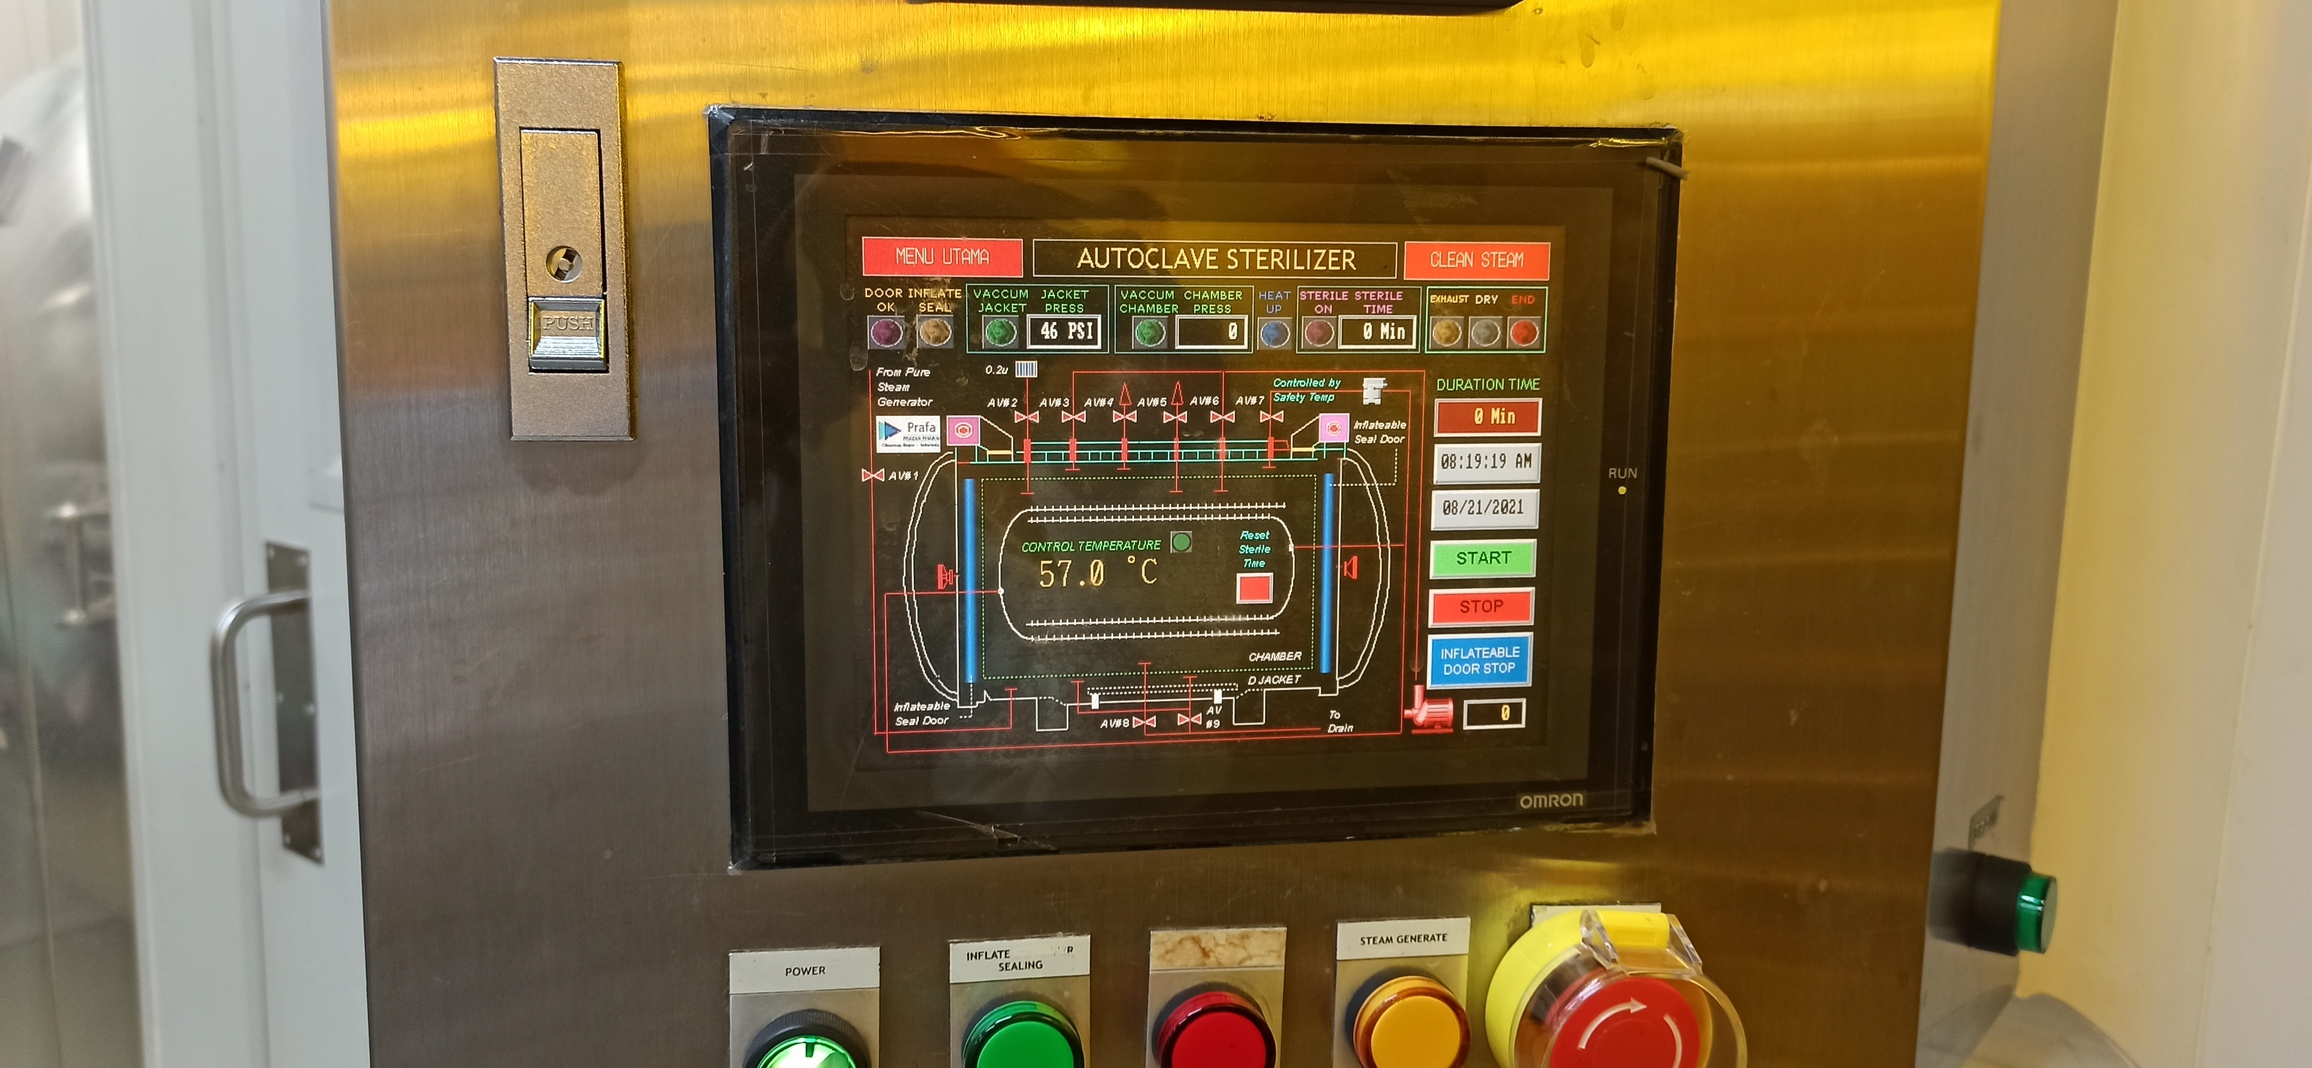 PUSH
MENU UTAMA
AUTOCLAVE STERILIZER
CLEAN STEAM
DOOR OK
INFLATE SEAL
VACCUM JACKET
JACKET PRESS
46 PSI
VACCUM CHAMBER
CHAMBER PRESS
0
HEAT UP
STERILE ON
STERILE TIME
0 Min
EXHAUST
DRY
END
From Pure
Steam
Generator
0.2u
AV#2
AV#3
AV#4
AV#5
AV#6
AV#7
Controlled by
Safety Temp
Prafa
Inflateable
Seal Door
AV#1
CONTROL TEMPERATURE
57.0 °C
Reset
Sterile
Time
CHAMBER
D JACKET
Inflateable
Seal Door
AV#8
AV
#9
To
Drain
DURATION TIME
0 Min
08:19:19 AM
08/21/2021
START
STOP
INFLATEABLE
DOOR STOP
0
RUN
OMRON
POWER
INFLATE
SEALING
STEAM GENERATE